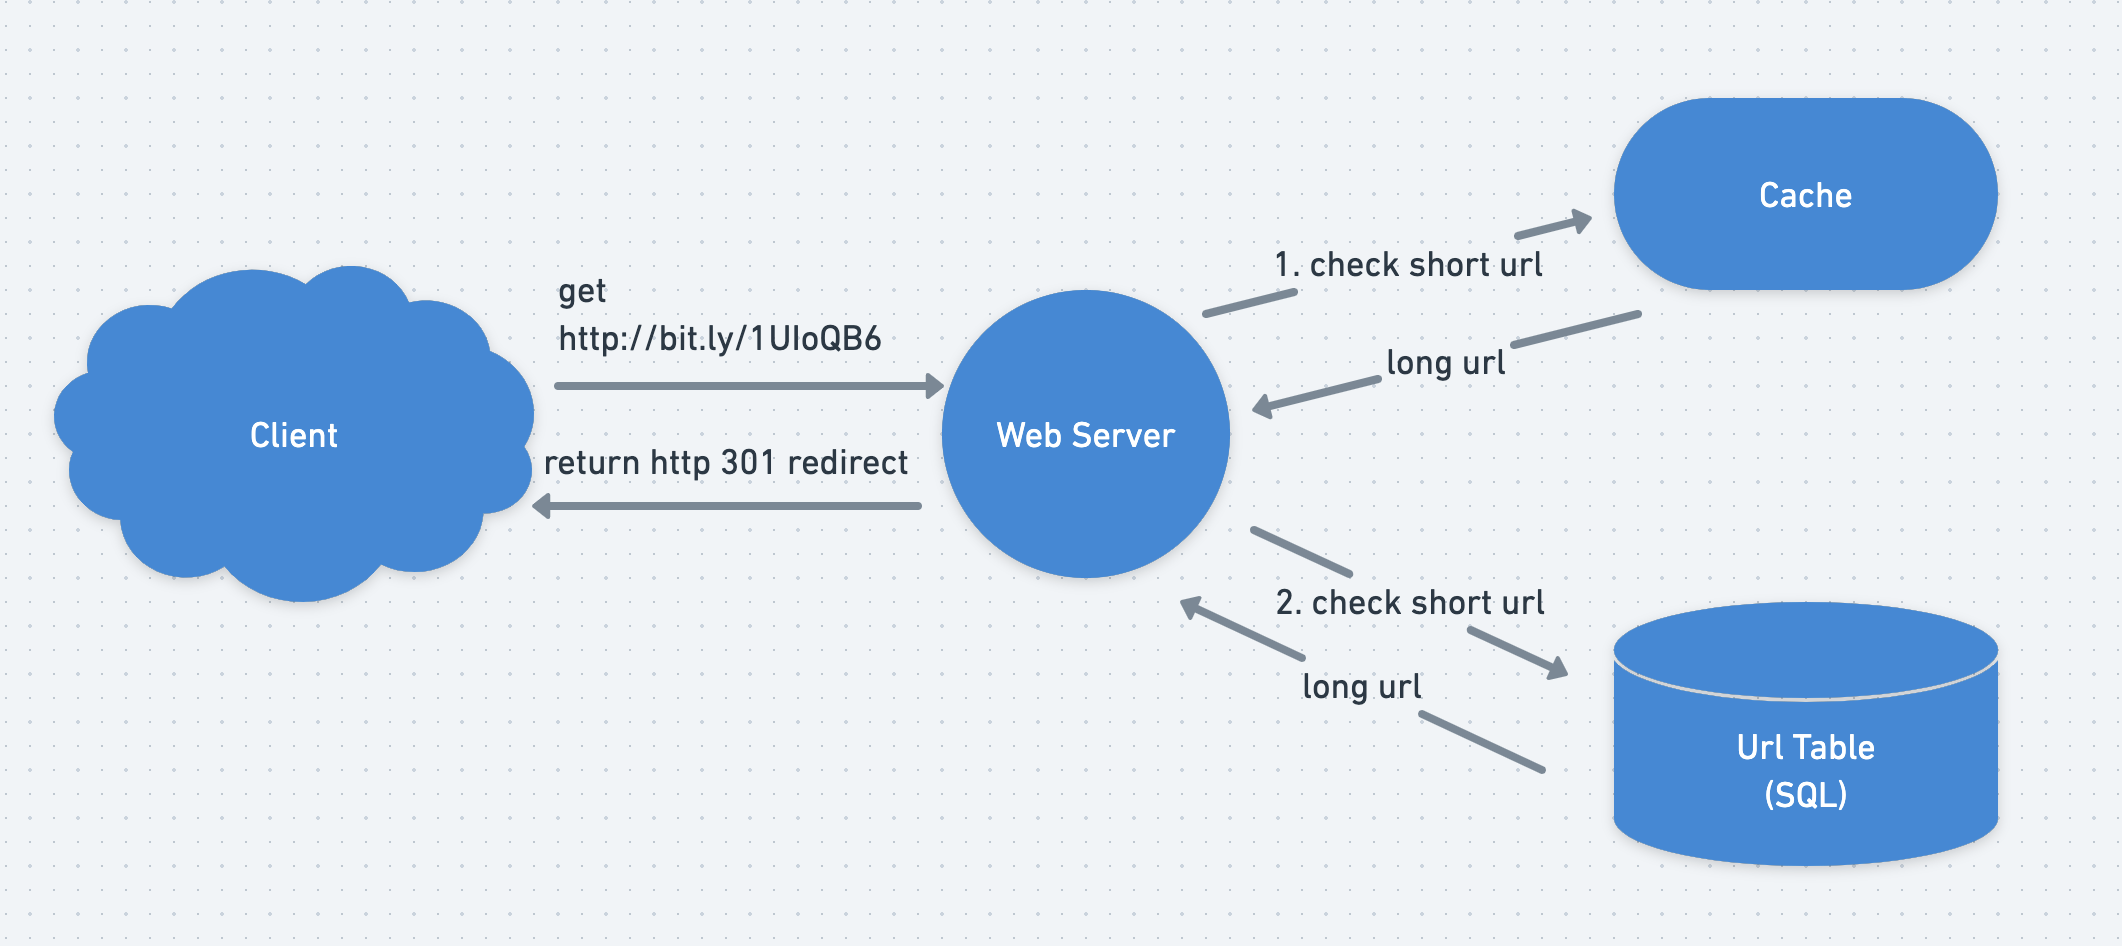 Client
get
http://bit.ly/1UIoQB6
return http 301 redirect
Web Server
1. check short url
long url
Cache
2. check short url
long url
Url Table
(SQL)